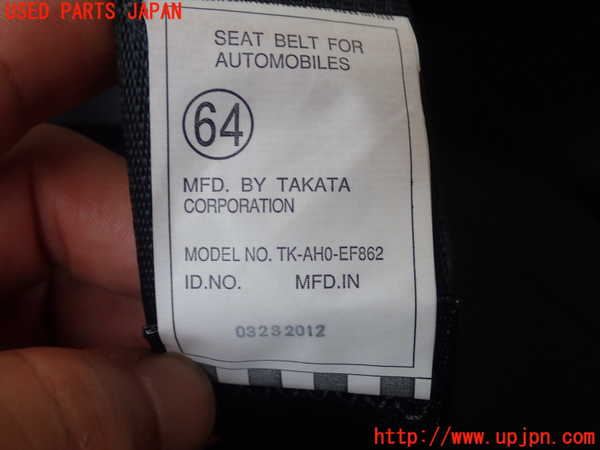 USED PARTS JAPAN
SEAT BELT FOR
AUTOMOBILES
64
MFD. BY TAKATA
CORPORATION
MODEL NO. TK-AH0-EF862
ID.NO. MFD.IN
03232012
http://www.upjpn.com/